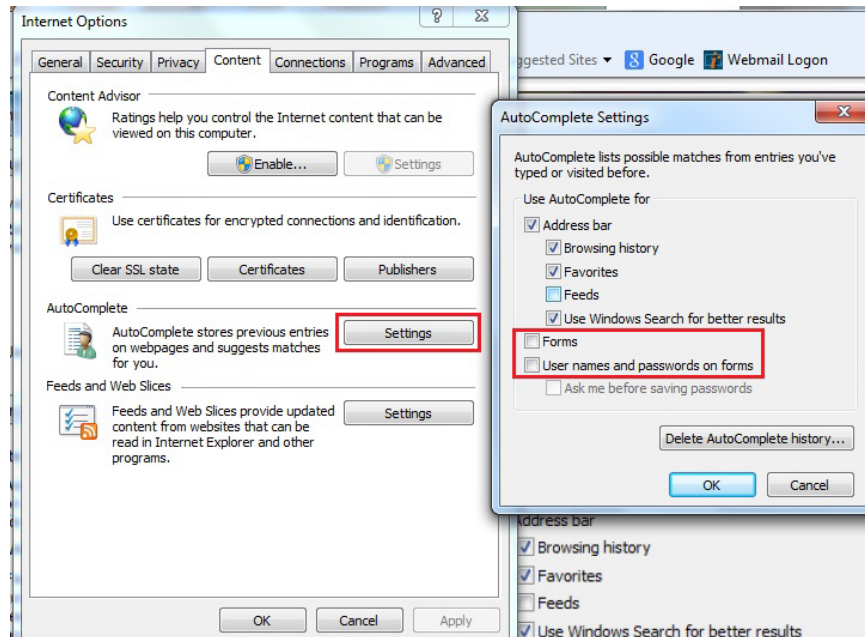 Internet Options
General Security Privacy Content Connections Programs Advanced
Content Advisor
Ratings help you control the Internet content that can be
viewed on this computer.
Enable... Settings
Certificates
Use certificates for encrypted connections and identification.
Clear SSL state Certificates Publishers
AutoComplete
AutoComplete stores previous entries
on webpages and suggests matches
for you.
Settings
Feeds and Web Slices
Feeds and Web Slices provide updated
content from websites that can be
read in Internet Explorer and other
programs.
Settings
OK Cancel Apply
Sites Google Webmail Logon
AutoComplete Settings
AutoComplete lists possible matches from entries you've
typed or visited before.
Use AutoComplete for
Address bar
Browsing history
Favorites
Feeds
Use Windows Search for better results
Forms
User names and passwords on forms
Ask me before saving passwords
Delete AutoComplete history...
OK Cancel
Address bar
Browsing history
Favorites
Feeds
Use Windows Search for better results